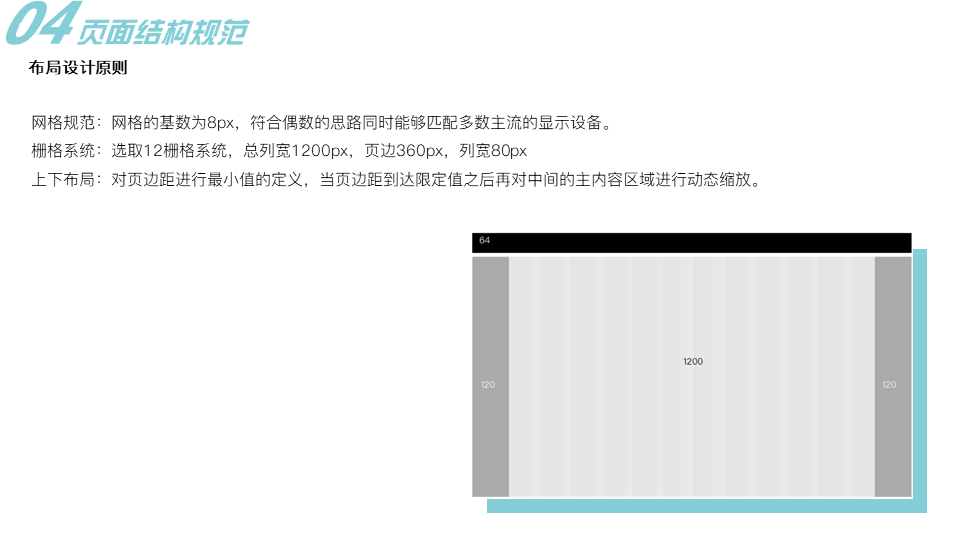 04页面结构规范
布局设计原则
网格规范：网格的基数为8px，符合偶数的思路同时能够匹配多数主流的显示设备。
栅格系统：选取12栅格系统，总列宽1200px，页边360px，列宽80px
上下布局：对页边距进行最小值的定义，当页边距到达限定值之后再对中间的主内容区域进行动态缩放。
64
1200
120
120